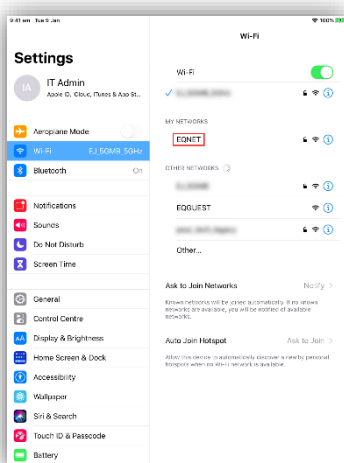 9:41 am Tue 9 Jan
100%
Settings
IA
IT Admin
Apple ID, iCloud, iTunes & App St...
Aeroplane Mode
Wi-Fi EJ_5GMR_5GHz
Bluetooth On
Notifications
Sounds
Do Not Disturb
Screen Time
General
Control Centre
Display & Brightness
Home Screen & Dock
Accessibility
Wallpaper
Siri & Search
Touch ID & Passcode
Battery
Wi-Fi
Wi-Fi
MY NETWORKS
EQNET
OTHER NETWORKS
EQGUEST
Other...
Ask to Join Networks Notify
Known networks will be joined automatically. If no known
networks are available, you will be notified of available
networks.
Auto Join Hotspot Ask to Join
Allow this device to automatically discover nearby personal
hotspots when no Wi-Fi network is available.